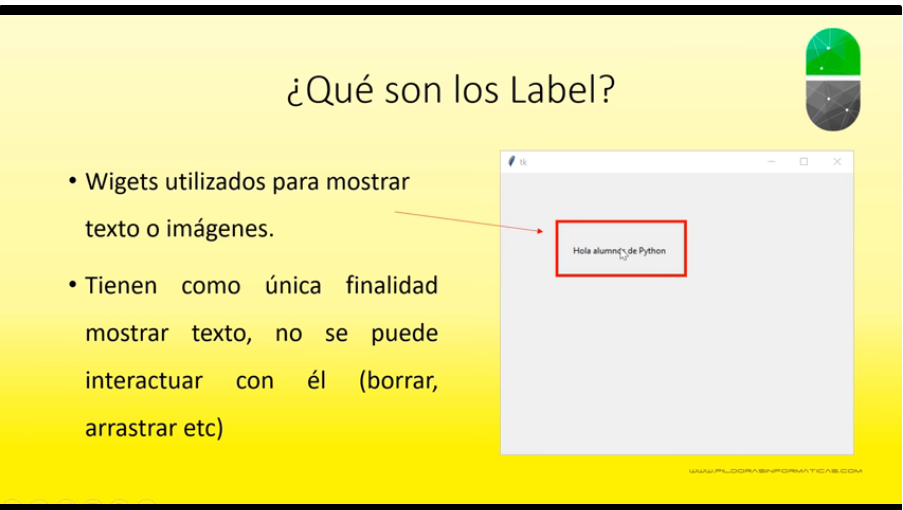 ¿Qué son los Label?
• Wigets utilizados para mostrar
texto o imágenes.
• Tienen como única finalidad
mostrar texto, no se puede
interactuar con él (borrar,
arrastrar etc)
tk
Hola alumnos de Python
WWW.PILDORASINFORMATICAS.COM